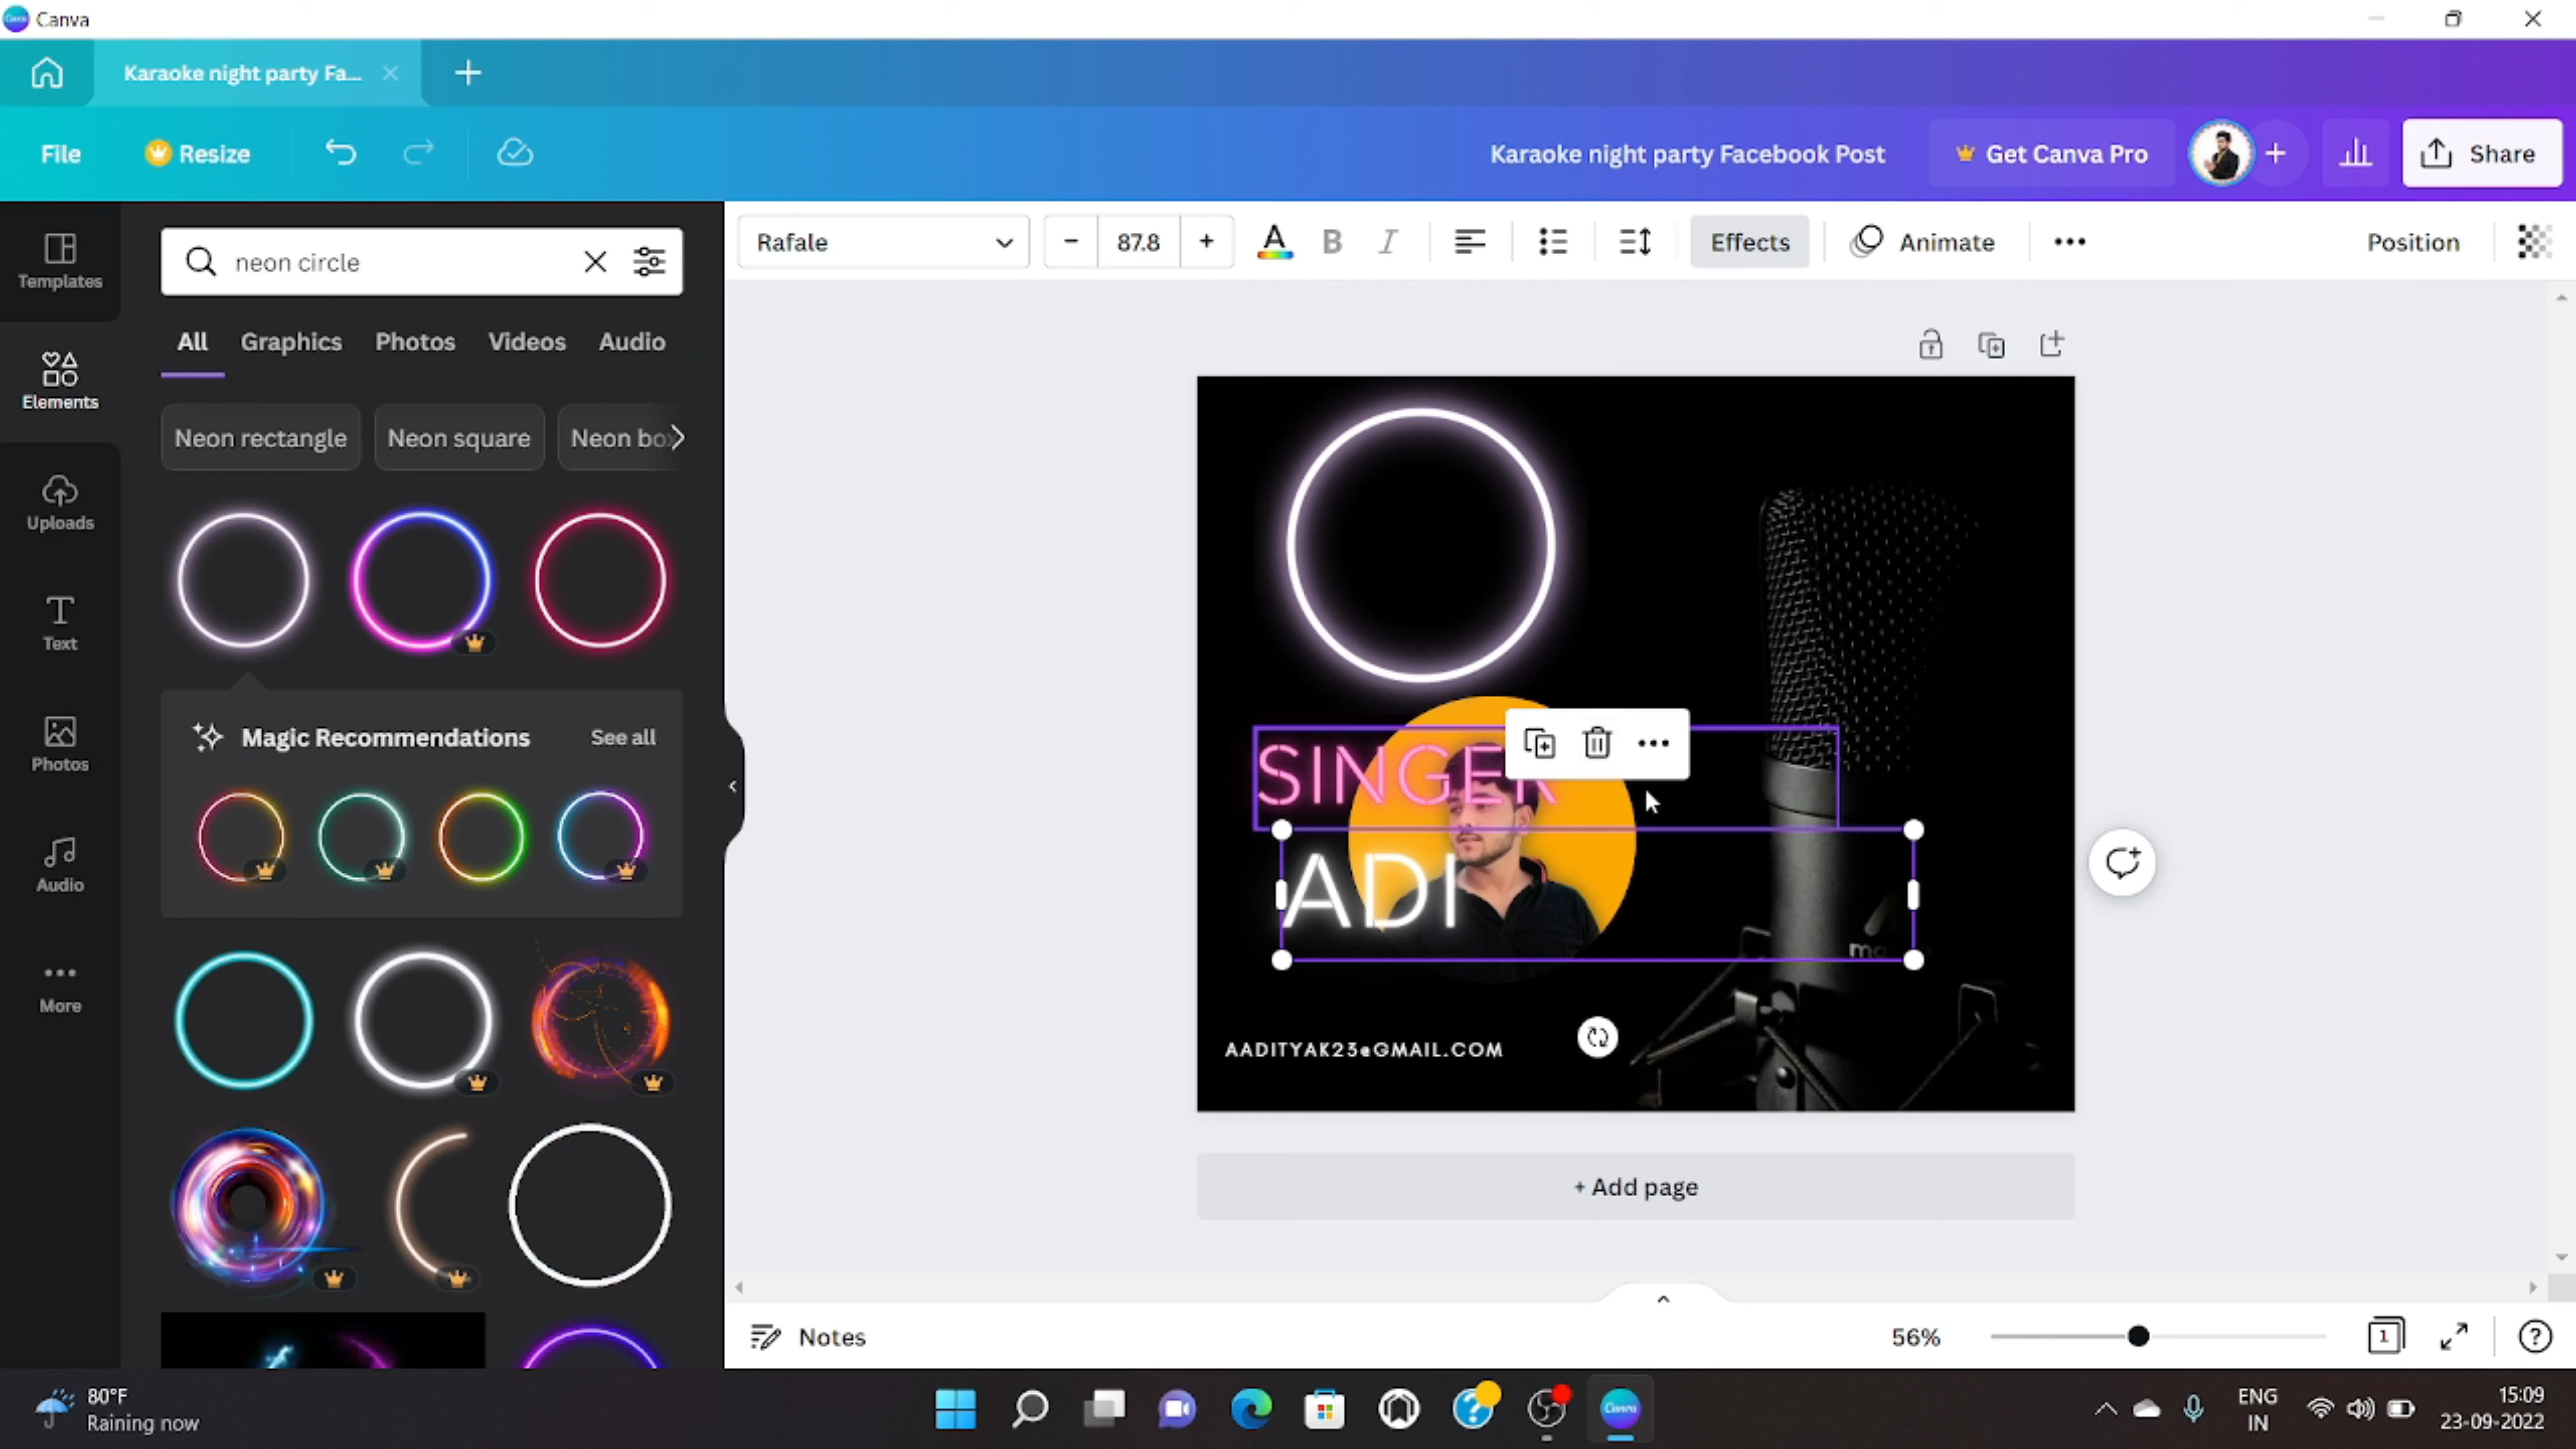 Canva
Karaoke night party Fa...
File
Resize
Karaoke night party Facebook Post
Get Canva Pro
Share
Templates
Elements
Uploads
Text
Photos
Audio
More
neon circle
All
Graphics
Photos
Videos
Audio
Neon rectangle
Neon square
Neon box
Magic Recommendations
See all
Rafale
87.8
A
B
I
Effects
Animate
Position
SINGER
ADI
AADITYAK23@GMAIL.COM
+ Add page
Notes
56%
1
80°F
Raining now
Canva
ENG
IN
15:09
23-09-2022